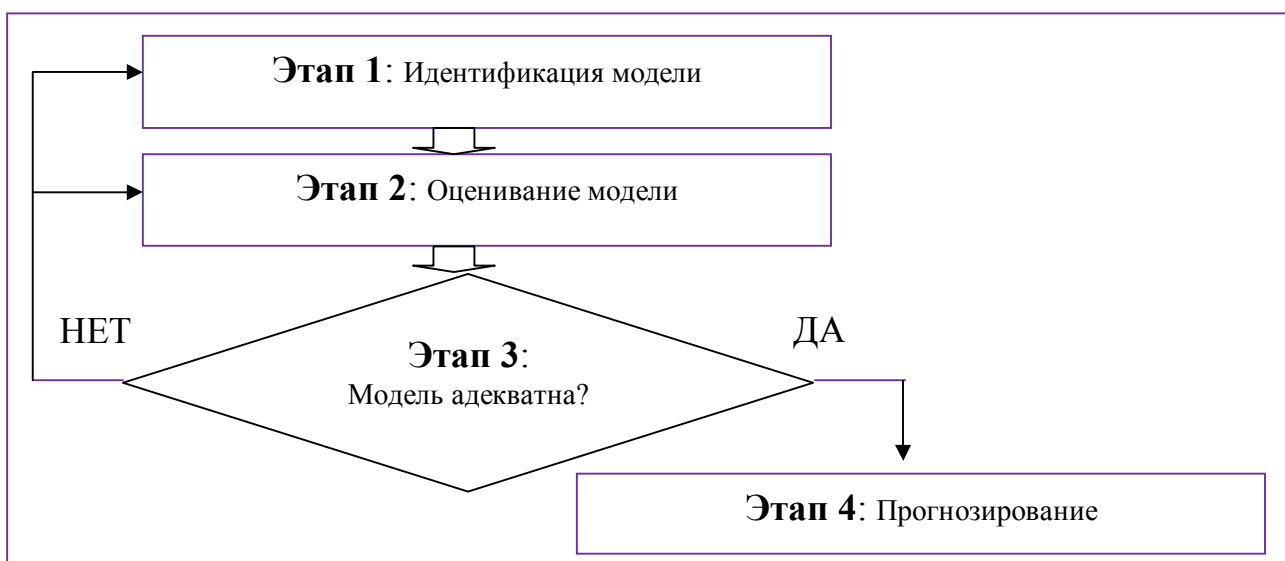 Этап 1: Идентификация модели
Этап 2: Оценивание модели
НЕТ
ДА
Этап 3:
Модель адекватна?
Этап 4: Прогнозирование